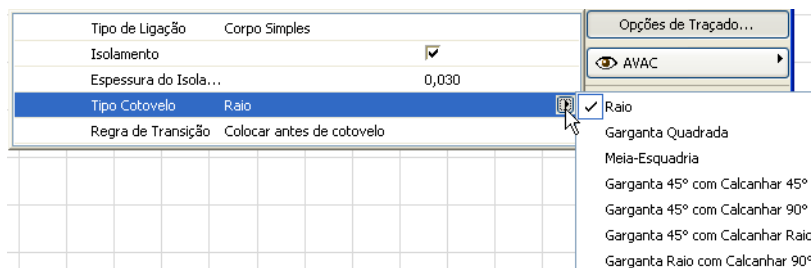 Tipo de Ligação Corpo Simples
Isolamento
Espessura do Isola... 0,030
Tipo Cotovelo Raio
Regra de Transição Colocar antes de cotovelo
Opções de Traçado...
AVAC
Raio
Garganta Quadrada
Meia-Esquadria
Garganta 45° com Calcanhar 45°
Garganta 45° com Calcanhar 90°
Garganta 45° com Calcanhar Raio
Garganta Raio com Calcanhar 90°